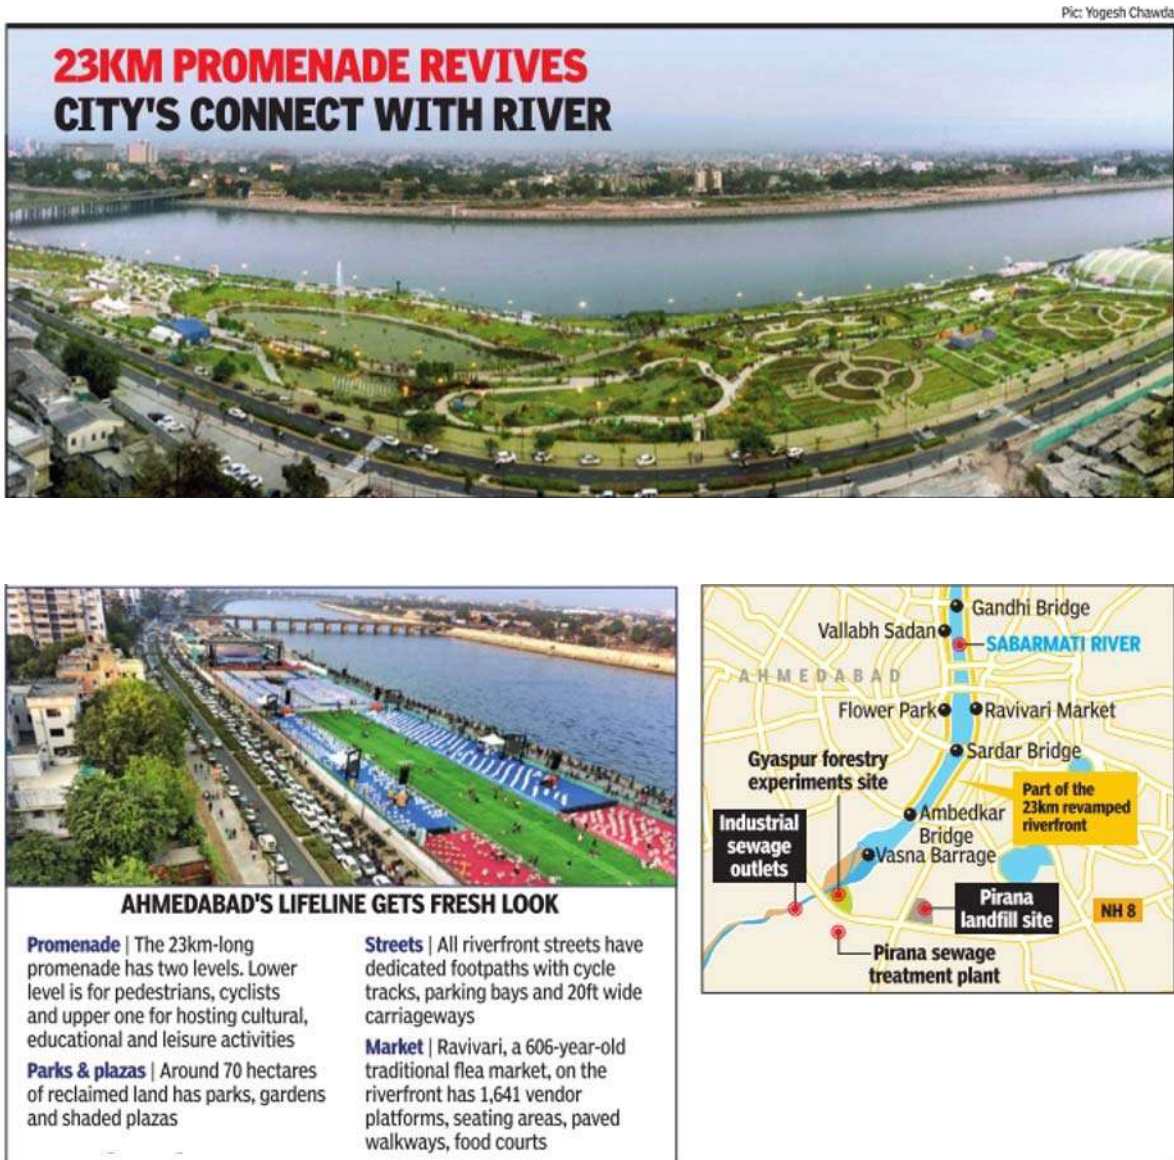 Pic: Yogesh Chawda
23KM PROMENADE REVIVES
CITY'S CONNECT WITH RIVER
AHMEDABAD'S LIFELINE GETS FRESH LOOK
Promenade | The 23km-long
promenade has two levels. Lower
level is for pedestrians, cyclists
and upper one for hosting cultural,
educational and leisure activities
Parks & plazas | Around 70 hectares
of reclaimed land has parks, gardens
and shaded plazas
Streets | All riverfront streets have
dedicated footpaths with cycle
tracks, parking bays and 20ft wide
carriageways
Market | Ravivari, a 606-year-old
traditional flea market, on the
riverfront has 1,641 vendor
platforms, seating areas, paved
walkways, food courts
Gandhi Bridge
Vallabh Sadan
SABARMATI RIVER
AHMEDABAD
Flower Park
Ravivari Market
Sardar Bridge
Gyaspur forestry
experiments site
Part of the
23km revamped
riverfront
Ambedkar
Bridge
Industrial
sewage
outlets
Vasna Barrage
Pirana
landfill site
NH 8
Pirana sewage
treatment plant